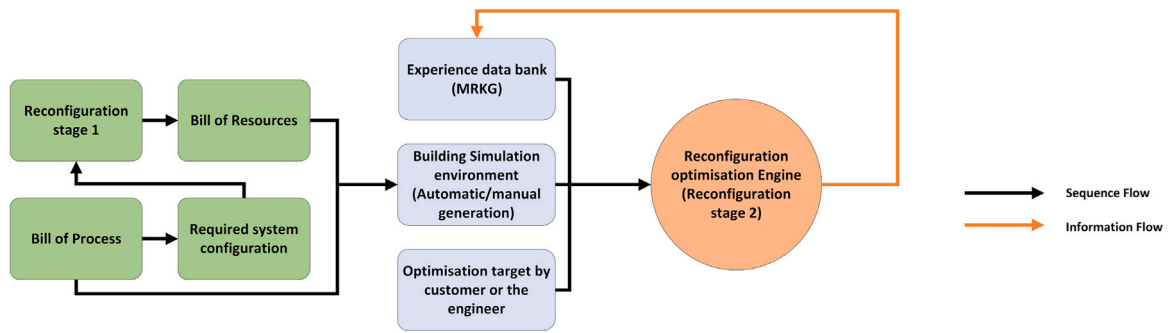 Reconfiguration
stage 1
Bill of Resources
Bill of Process
Required system
configuration
Experience data bank
(MRKG)
Building Simulation
environment
(Automatic/manual
generation)
Optimisation target by
customer or the
engineer
Reconfiguration
optimisation Engine
(Reconfiguration
stage 2)
Sequence Flow
Information Flow